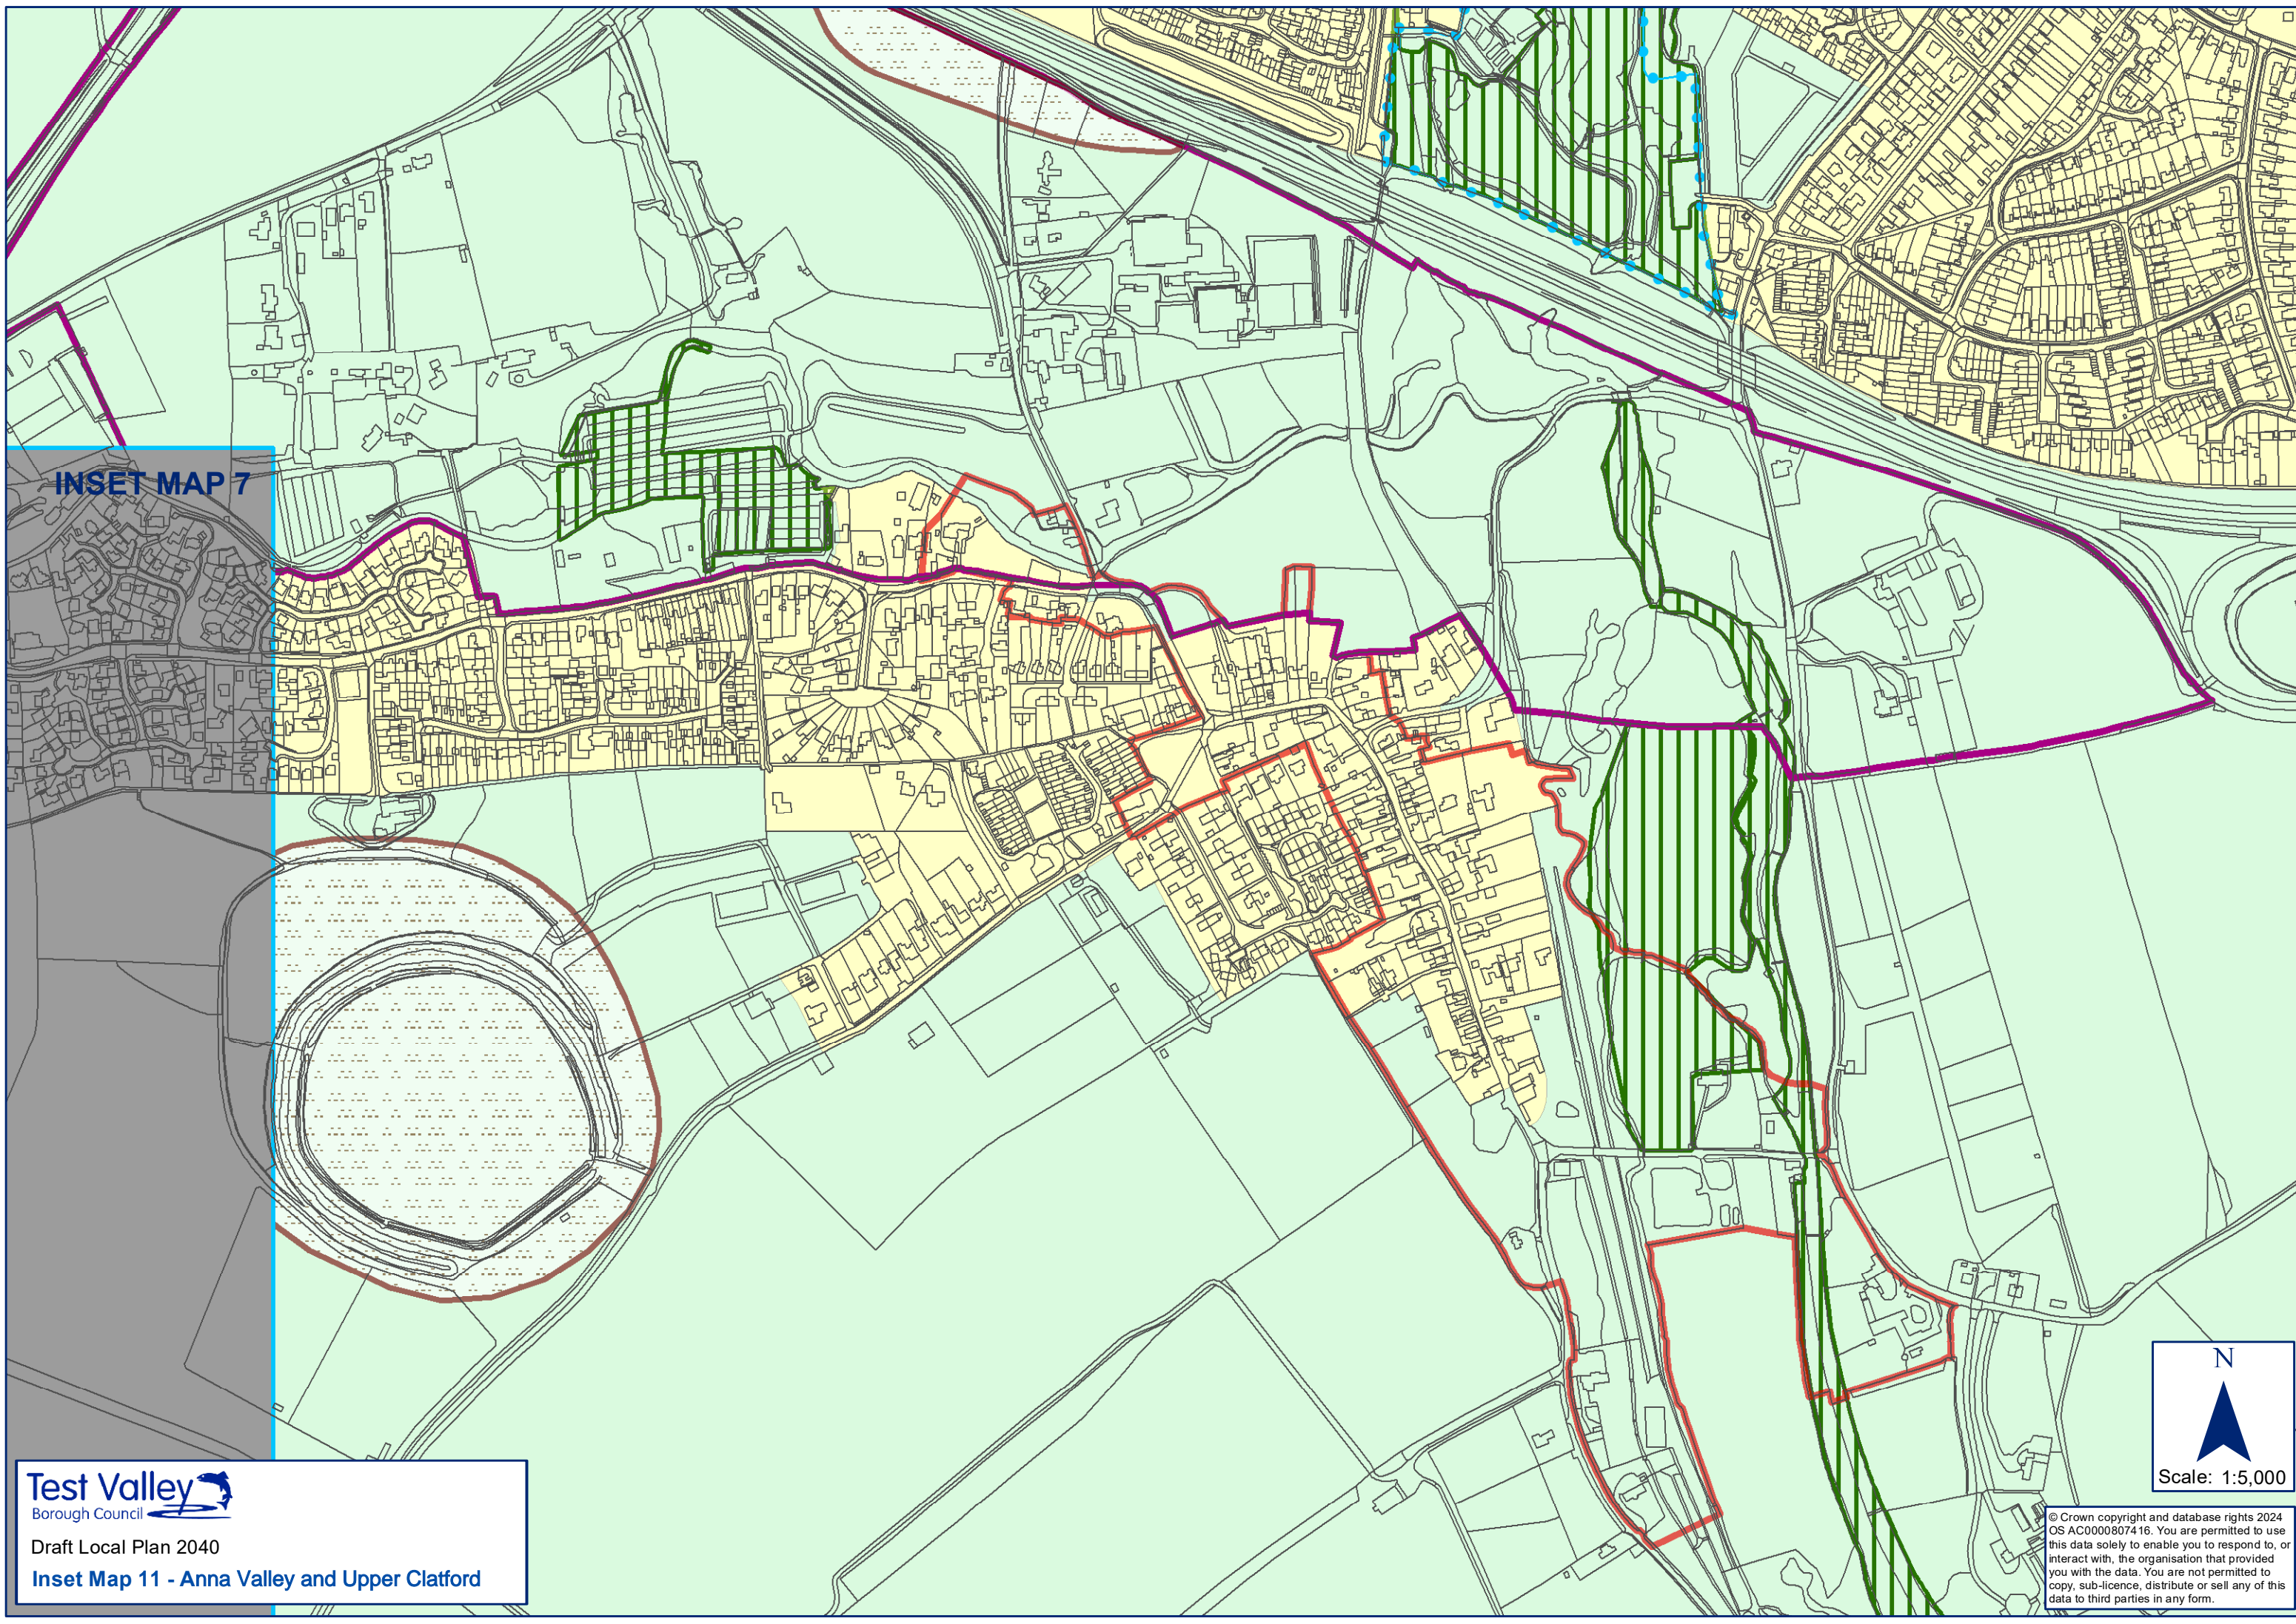 INSET MAP 7
Test Valley
Borough Council
Draft Local Plan 2040
Inset Map 11 - Anna Valley and Upper Clatford
N
Scale: 1:5,000
© Crown copyright and database rights 2024
OS AC0000807416. You are permitted to use
this data solely to enable you to respond to, or
interact with, the organisation that provided
you with the data. You are not permitted to
copy, sub-licence, distribute or sell any of this
data to third parties in any form.